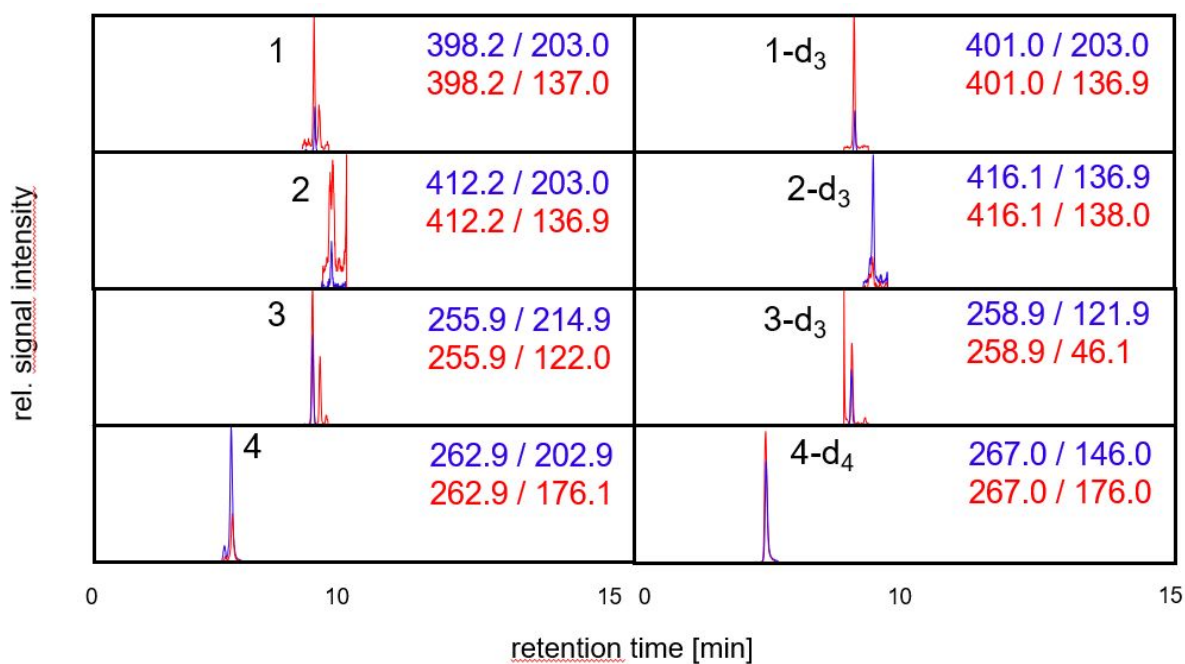 1
398.2 / 203.0
398.2 / 137.0
1-d₃
401.0 / 203.0
401.0 / 136.9
2
412.2 / 203.0
412.2 / 136.9
2-d₃
416.1 / 136.9
416.1 / 138.0
3
255.9 / 214.9
255.9 / 122.0
3-d₃
258.9 / 121.9
258.9 / 46.1
4
262.9 / 202.9
262.9 / 176.1
4-d₄
267.0 / 146.0
267.0 / 176.0
rel. signal intensity
0 10 15 0 10 15
retention time [min]